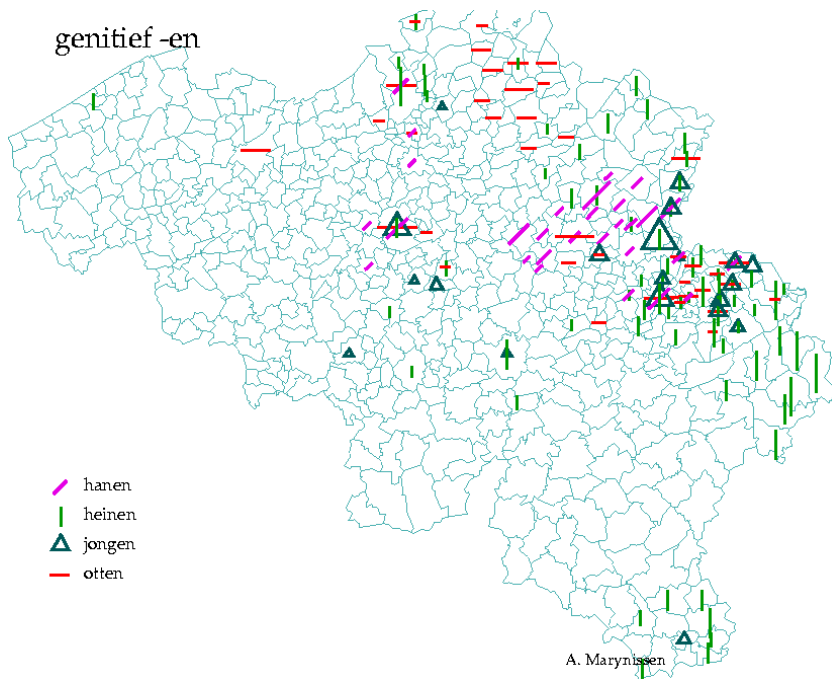 genitief -en
hanen
heinen
jongen
otten
A. Marynissen